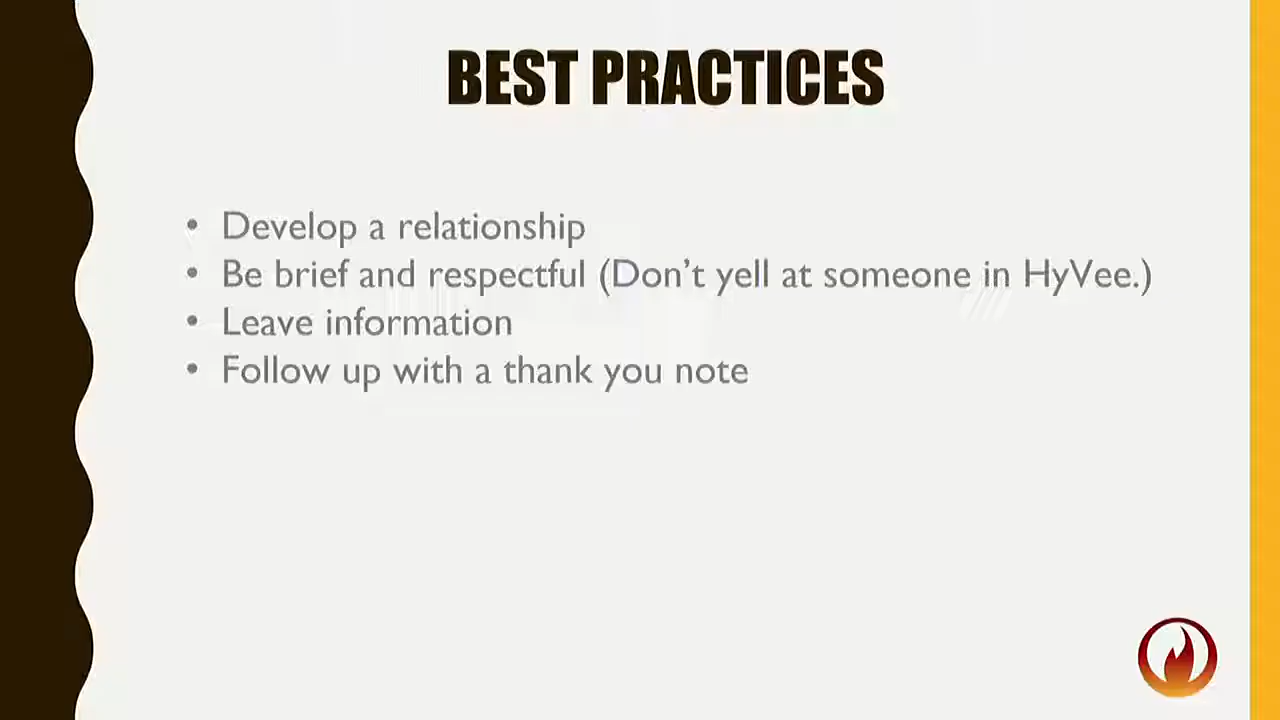 BEST PRACTICES
• Develop a relationship
• Be brief and respectful (Don’t yell at someone in HyVee.)
• Leave information
• Follow up with a thank you note